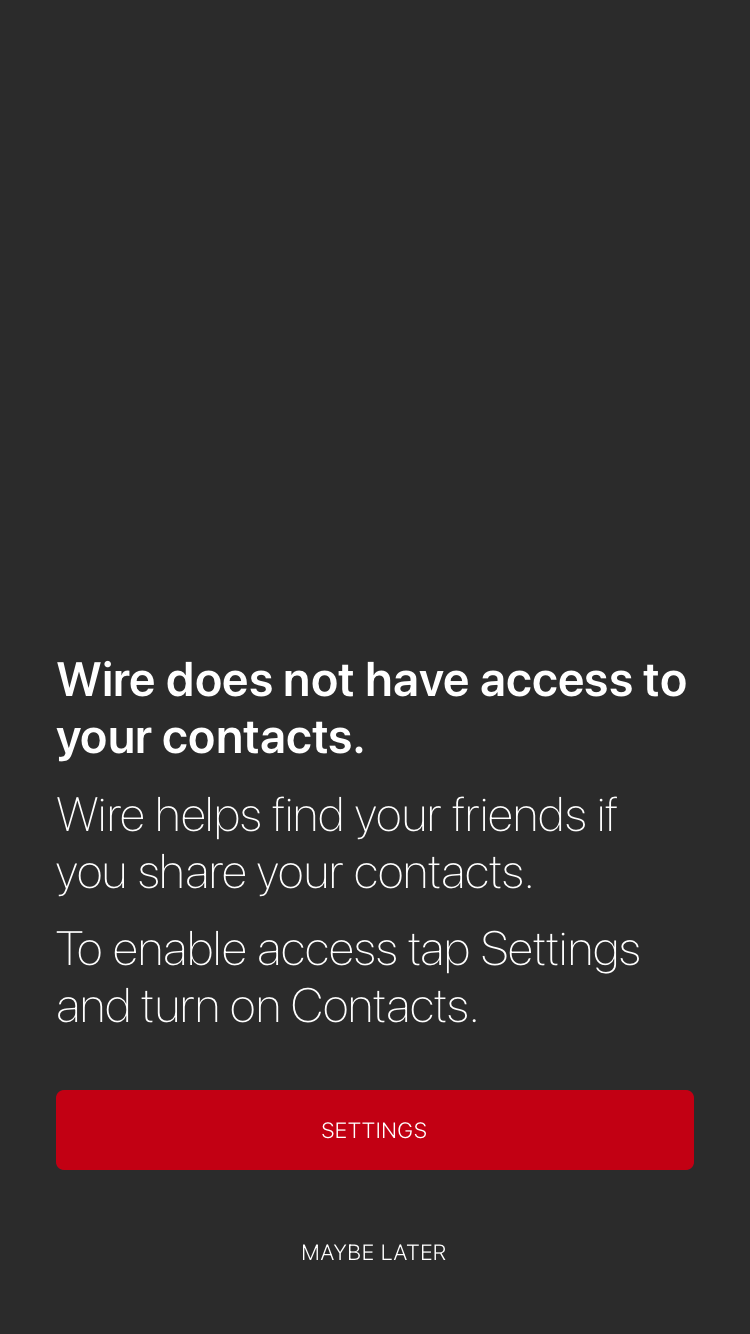 Wire does not have access to
your contacts.
Wire helps find your friends if
you share your contacts.
To enable access tap Settings
and turn on Contacts.
SETTINGS
MAYBE LATER